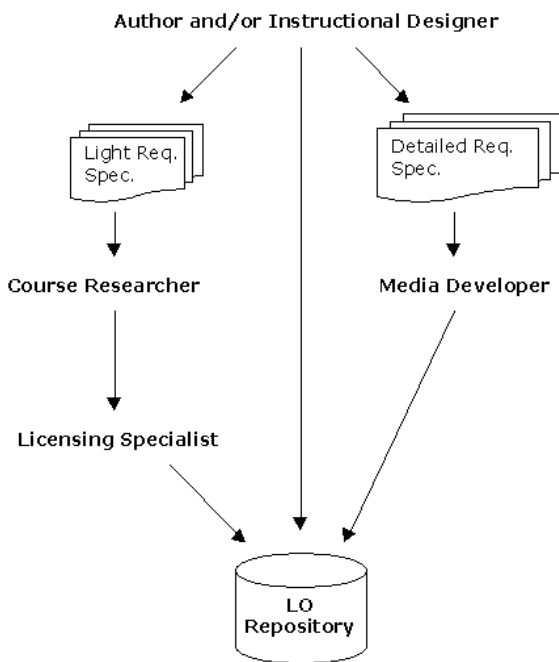 Author and/or Instructional Designer
Light Req.
Spec.
Detailed Req.
Spec.
Course Researcher
Media Developer
Licensing Specialist
LO
Repository